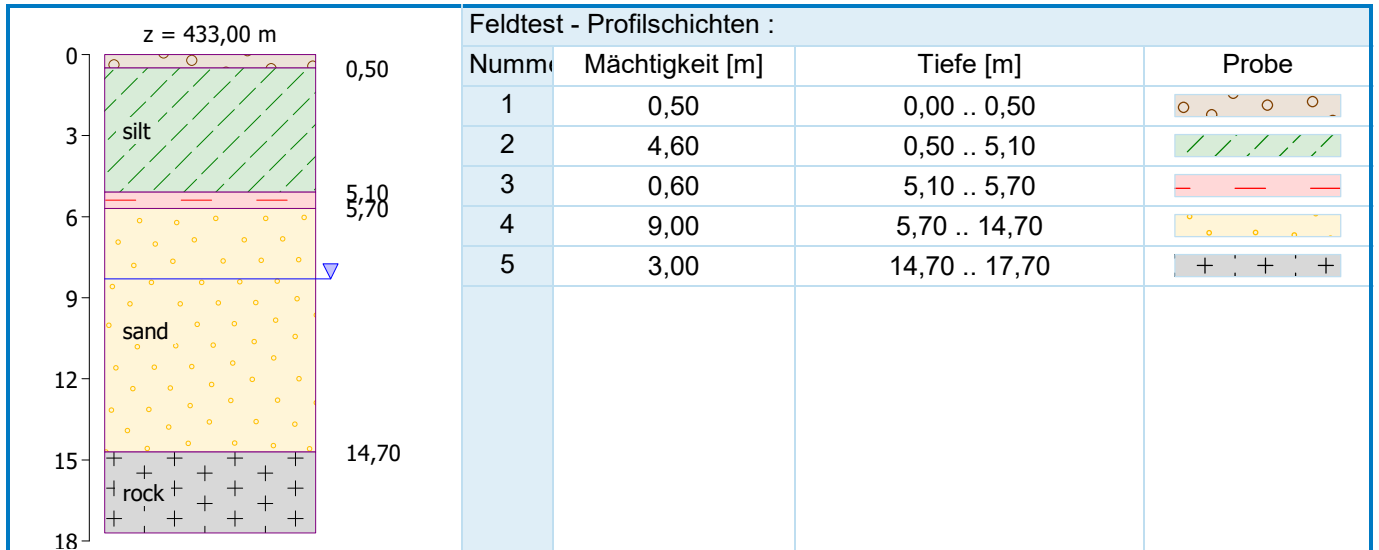 z = 433,00 m
0
0,50
silt
3
5,10
5,70
6
9
sand
12
14,70
15
rock
18
Feldtest - Profilschichten :
Numme Mächtigkeit [m] Tiefe [m] Probe
1 0,50 0,00 .. 0,50
2 4,60 0,50 .. 5,10
3 0,60 5,10 .. 5,70
4 9,00 5,70 .. 14,70
5 3,00 14,70 .. 17,70